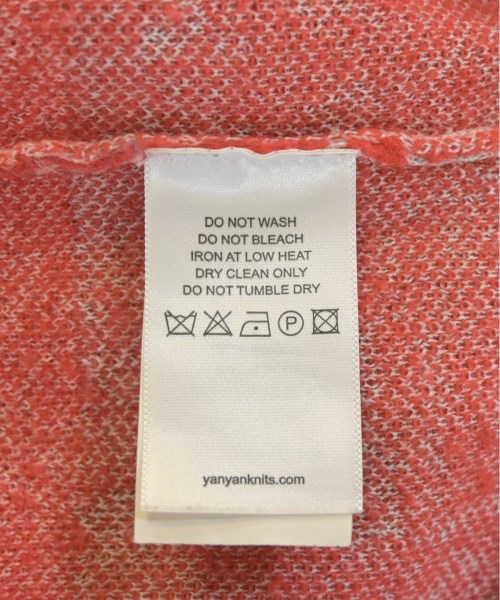 DO NOT WASH
DO NOT BLEACH
IRON AT LOW HEAT
DRY CLEAN ONLY
DO NOT TUMBLE DRY
P
yanyanknits.com